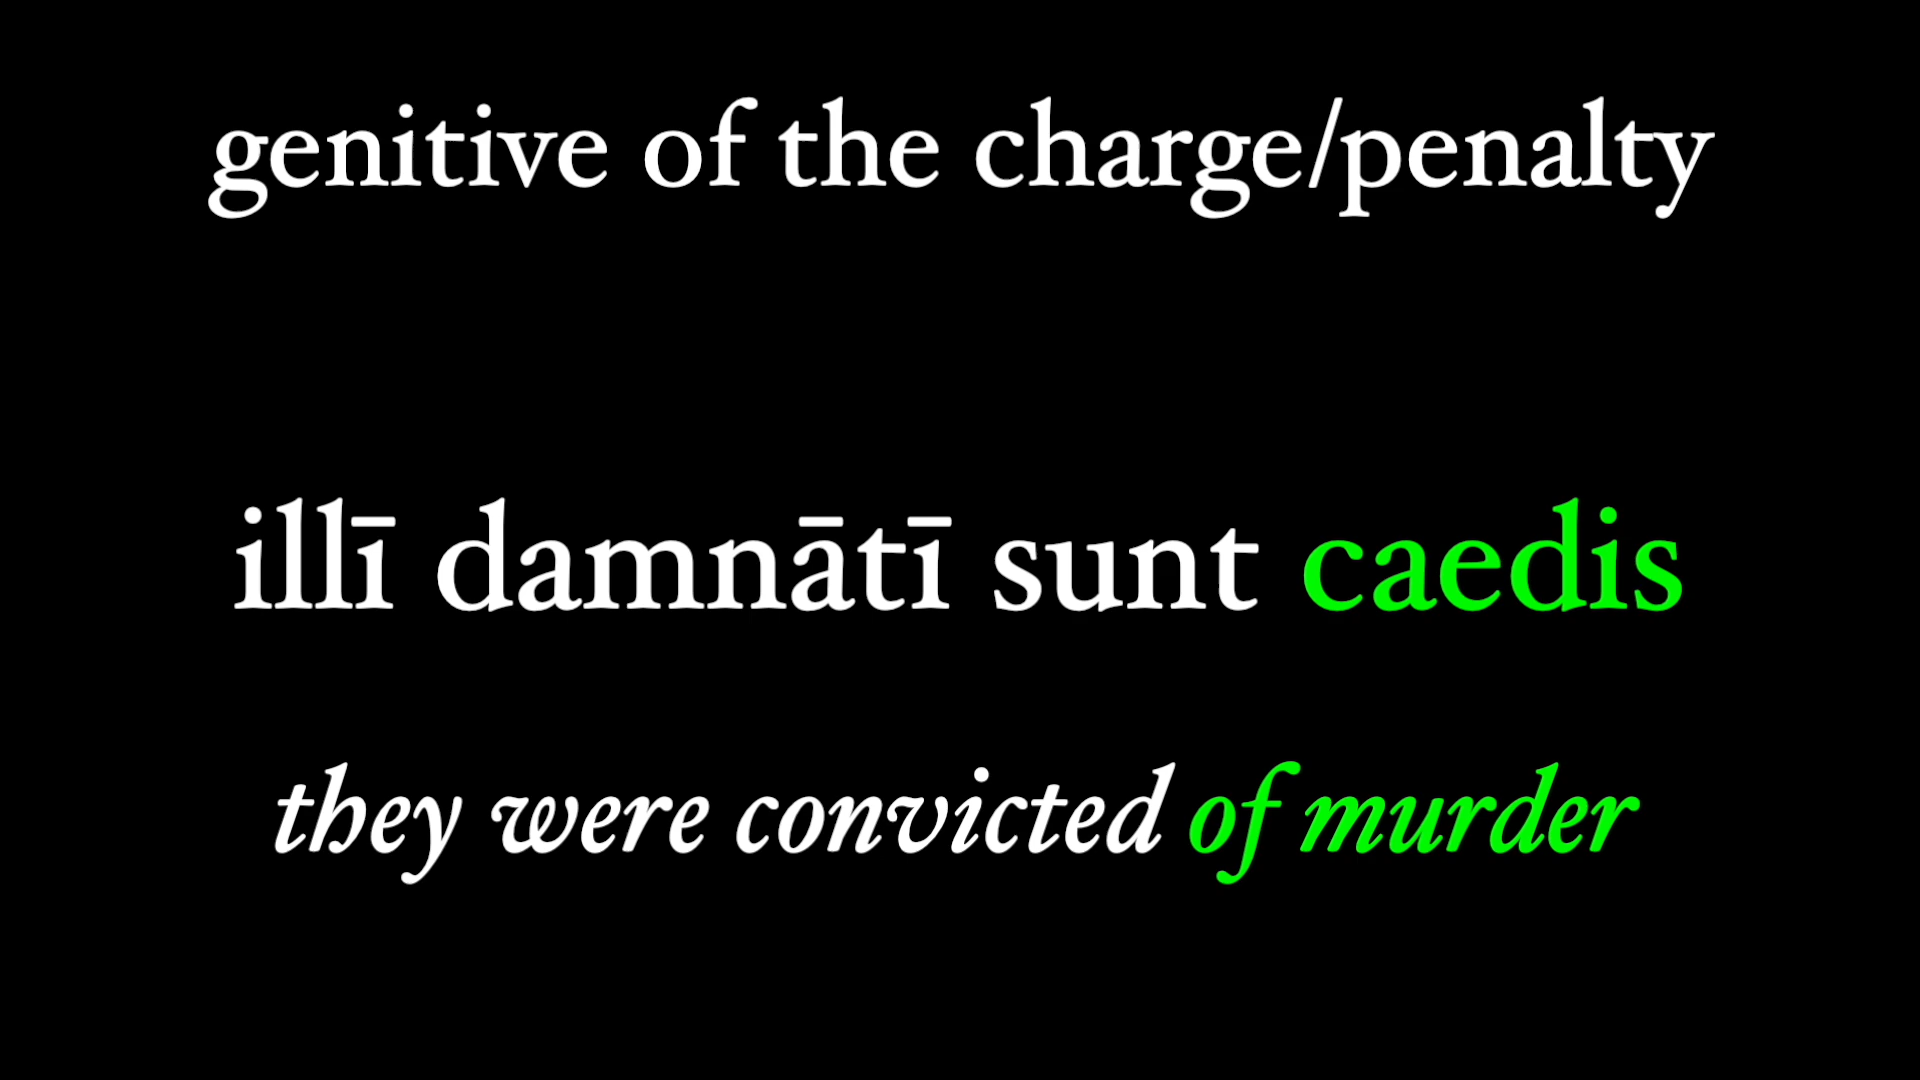 genitive of the charge/penalty
illī damnātī sunt caedis
they were convicted of murder